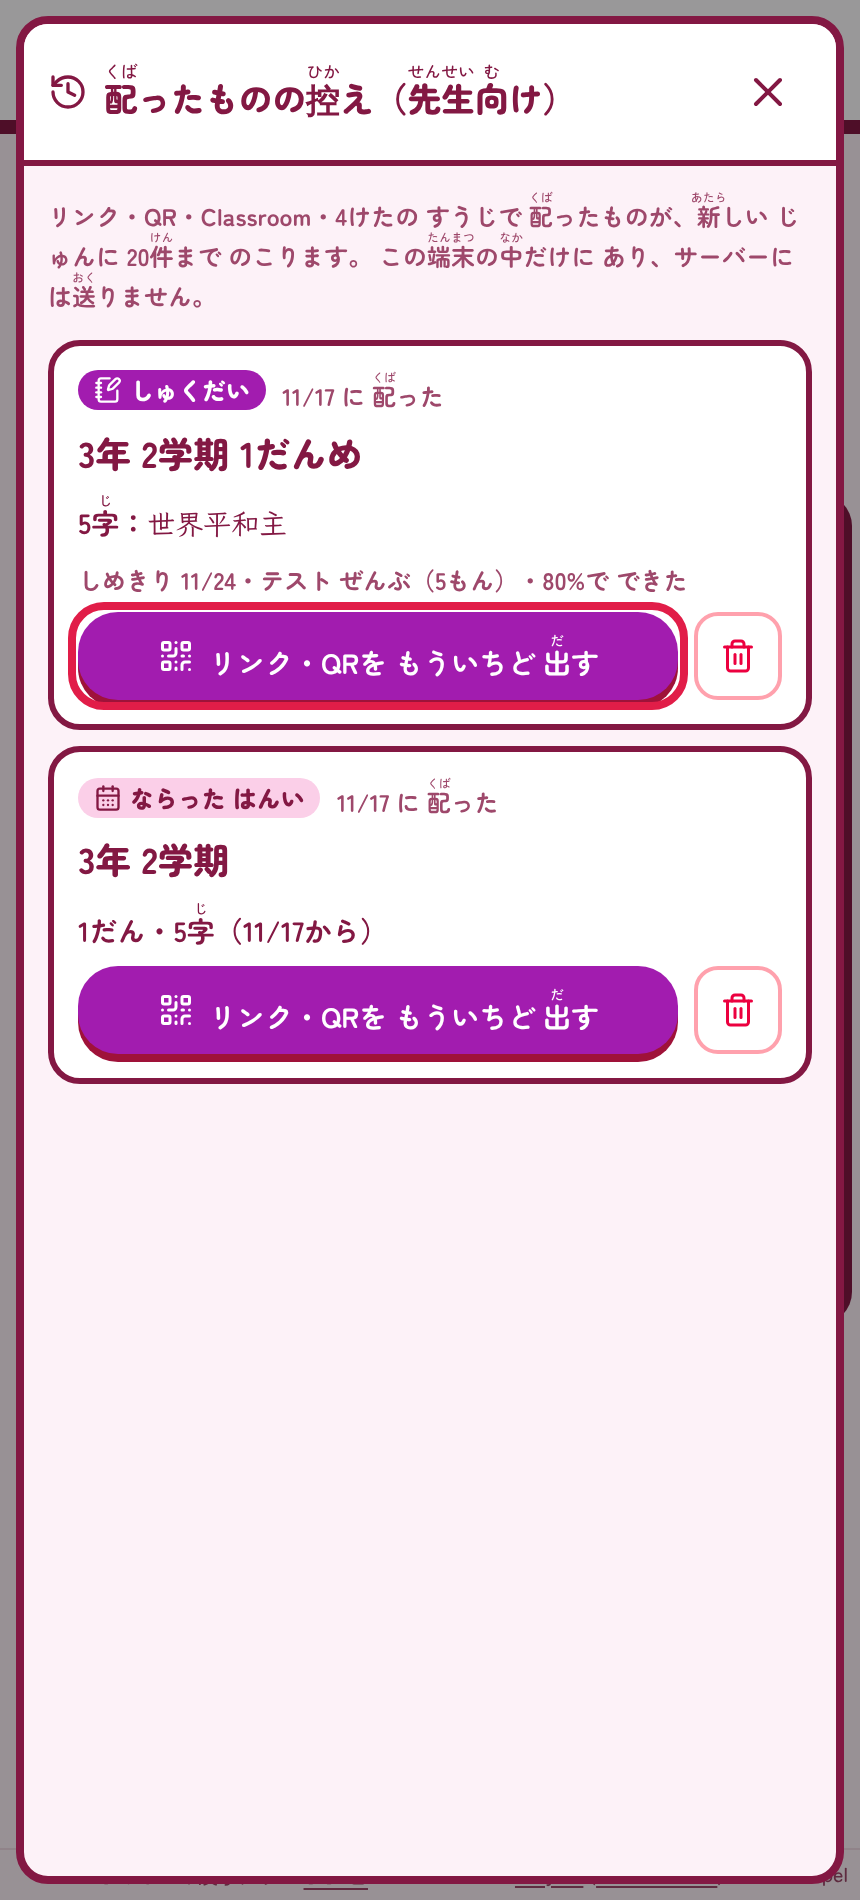 配ったものの控え（先生向け）
リンク・QR・Classroom・4けたの すうじで 配ったものが、新しい じ
ゅんに 20件まで のこります。 この端末の中だけに あり、サーバーに
は送りません。
しゅくだい 11/17 に 配った
3年 2学期 1だんめ
5字：世界平和主
しめきり 11/24・テスト ぜんぶ（5もん）・80%で できた
リンク・QRを もういちど 出す
ならった はんい 11/17 に 配った
3年 2学期
1だん・5字（11/17から）
リンク・QRを もういちど 出す